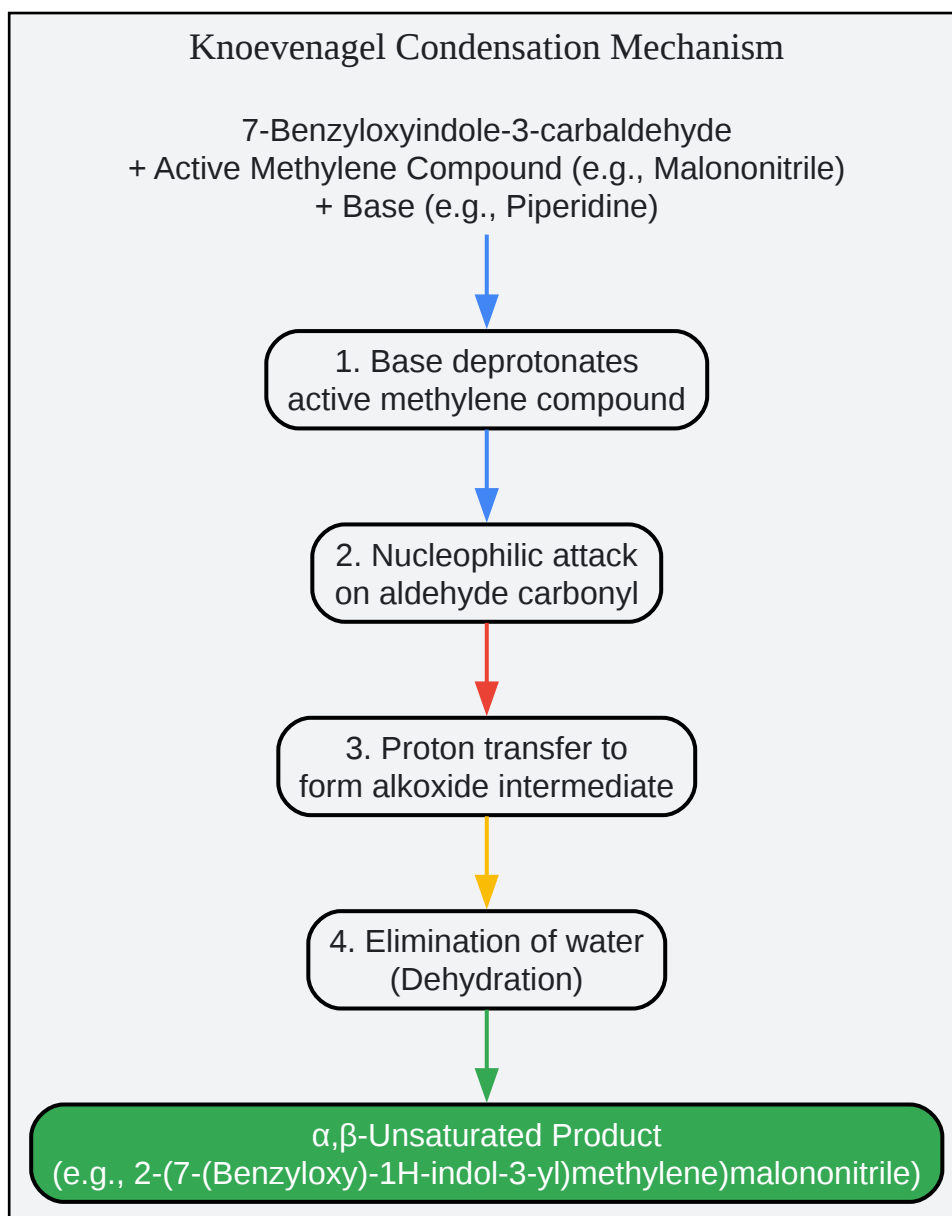 Knoevenagel Condensation Mechanism
7-Benzyloxyindole-3-carbaldehyde
+ Active Methylene Compound (e.g., Malononitrile)
+ Base (e.g., Piperidine)
1. Base deprotonates
active methylene compound
2. Nucleophilic attack
on aldehyde carbonyl
3. Proton transfer to
form alkoxide intermediate
4. Elimination of water
(Dehydration)
α,β-Unsaturated Product
(e.g., 2-(7-(Benzyloxy)-1H-indol-3-yl)methylene)malononitrile)